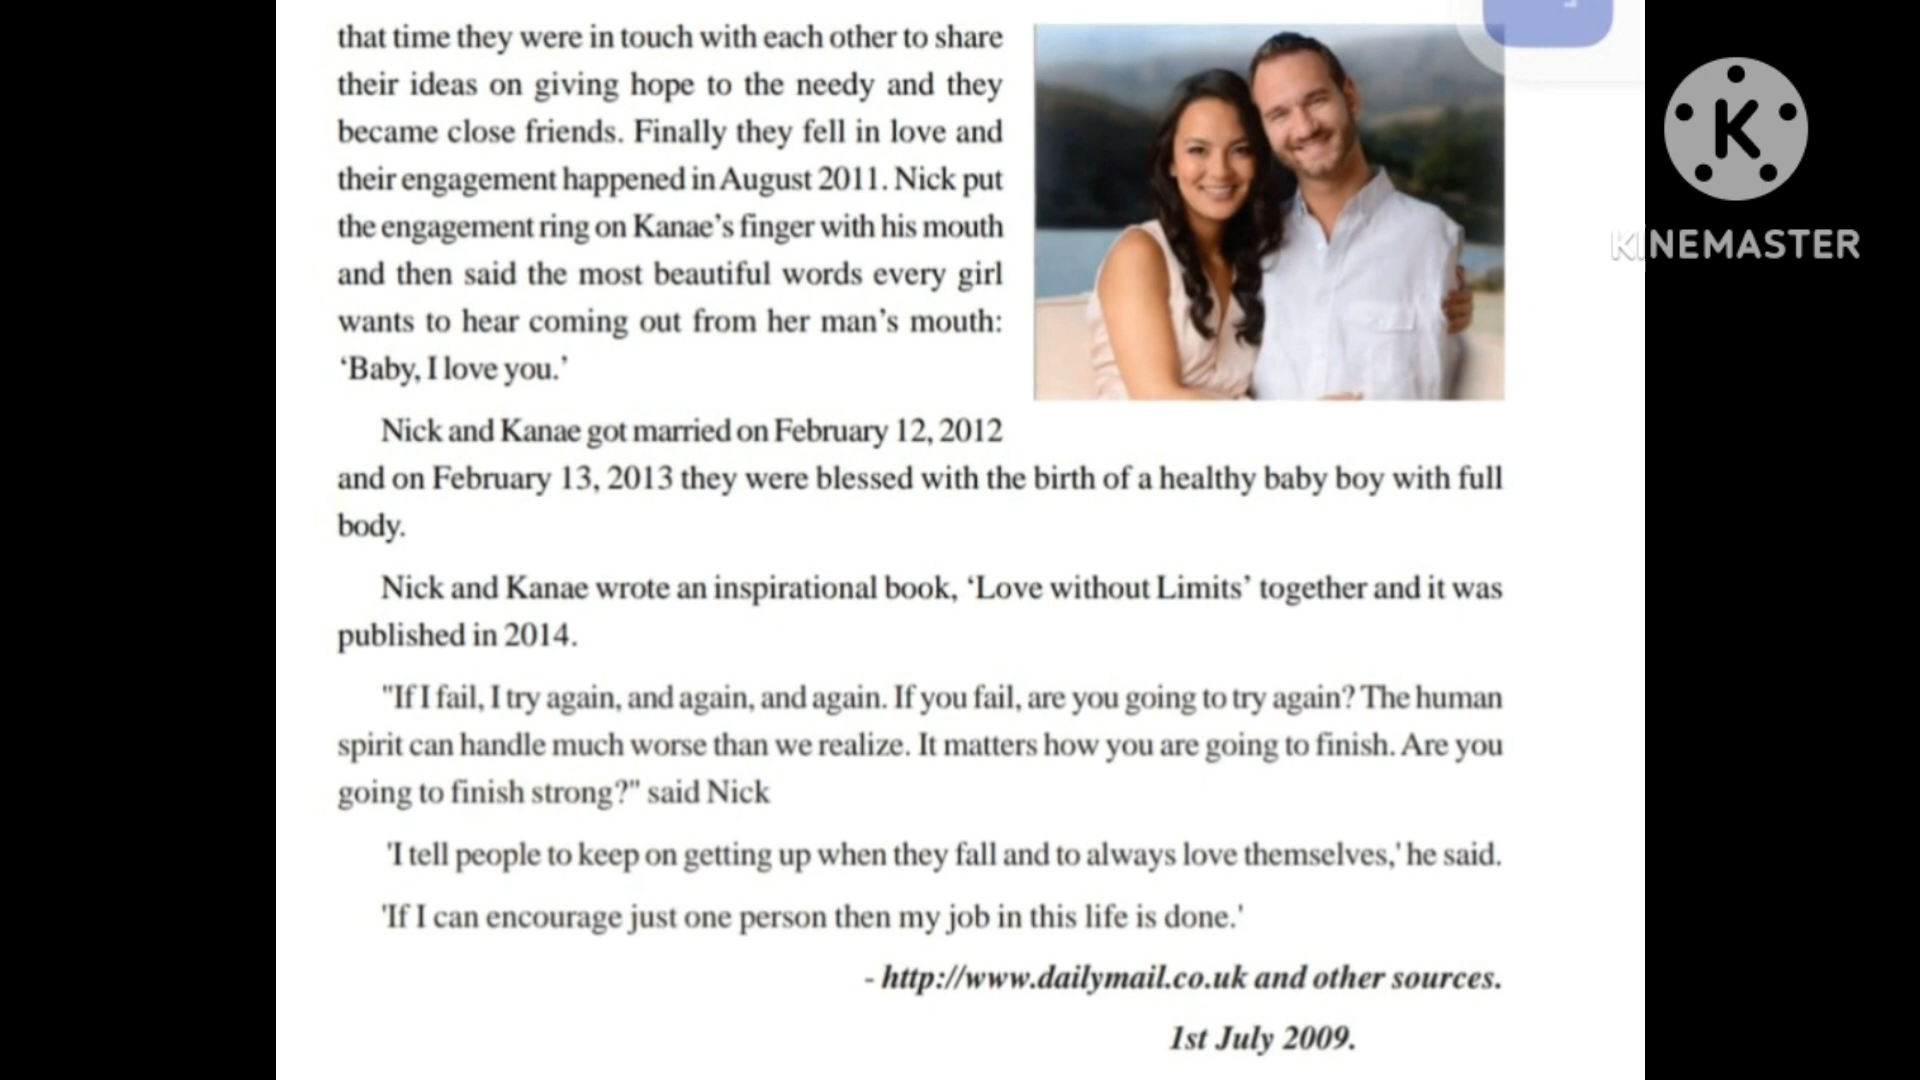 that time they were in touch with each other to share
their ideas on giving hope to the needy and they
became close friends. Finally they fell in love and
their engagement happened in August 2011. Nick put
the engagement ring on Kanae’s finger with his mouth
and then said the most beautiful words every girl
wants to hear coming out from her man’s mouth:
‘Baby, I love you.’
Nick and Kanae got married on February 12, 2012
and on February 13, 2013 they were blessed with the birth of a healthy baby boy with full
body.
Nick and Kanae wrote an inspirational book, ‘Love without Limits’ together and it was
published in 2014.
"If I fail, I try again, and again, and again. If you fail, are you going to try again? The human
spirit can handle much worse than we realize. It matters how you are going to finish. Are you
going to finish strong?" said Nick
'I tell people to keep on getting up when they fall and to always love themselves,' he said.
'If I can encourage just one person then my job in this life is done.'
- http://www.dailymail.co.uk and other sources.
1st July 2009.
K
KINEMASTER